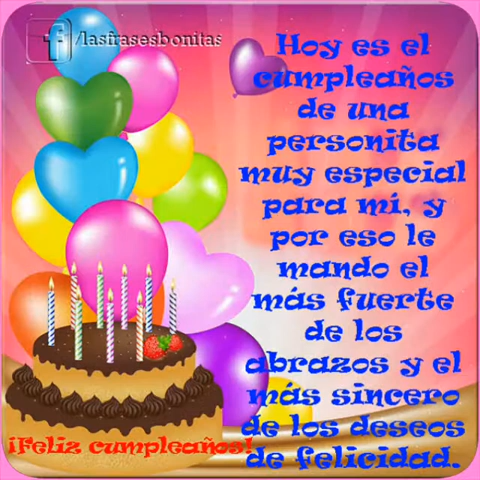 f/lasfrasesbonitas
Hoy es el
cumpleaños
de una
personita
muy especial
para mi, y
por eso le
mando el
más fuerte
de los
abrazos y el
más sincero
de los deseos
de felicidad.
¡Feliz cumpleaños!